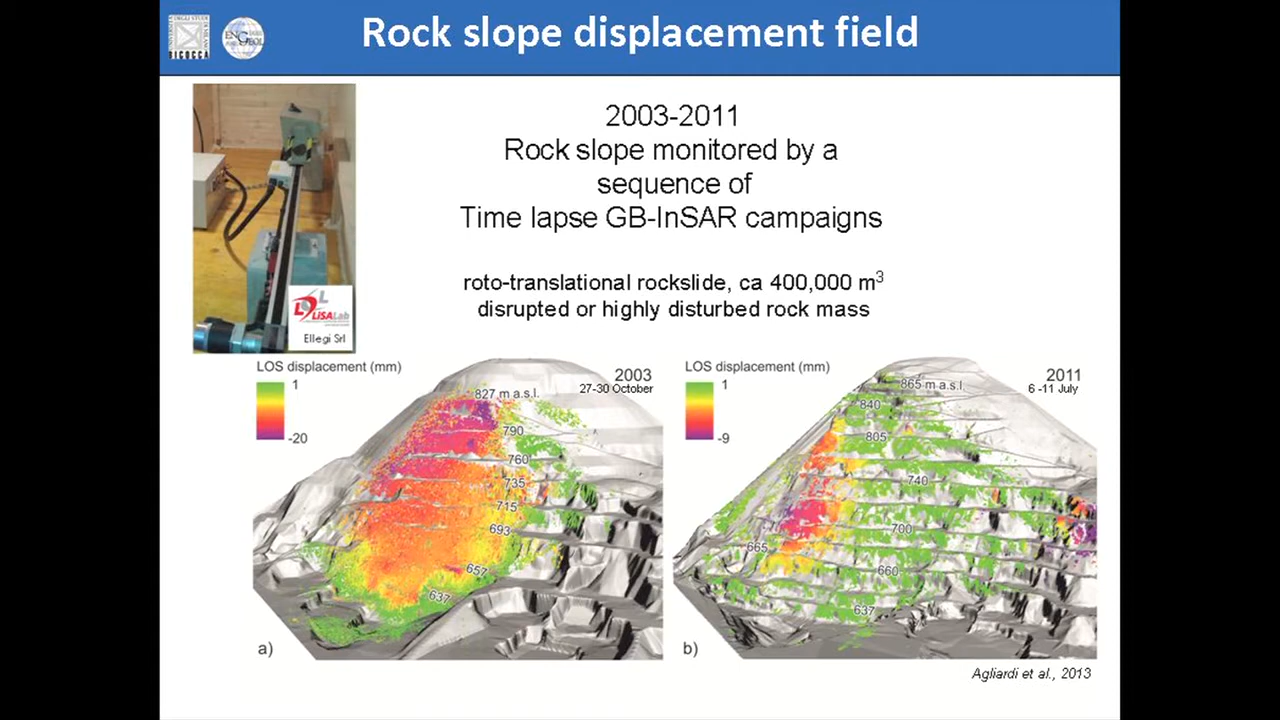 Rock slope displacement field
BICOCCA
2003-2011
Rock slope monitored by a
sequence of
Time lapse GB-InSAR campaigns
roto-translational rockslide, ca 400,000 m³
disrupted or highly disturbed rock mass
LiSALab
Ellegi Srl
LOS displacement (mm)
1
-20
2003
27-30 October
827 m a.s.l.
790
760
735
715
693
657
637
a)
LOS displacement (mm)
1
-9
2011
6 -11 July
865 m a.s.l.
840
805
740
700
665
660
637
b)
Agliardi et al., 2013